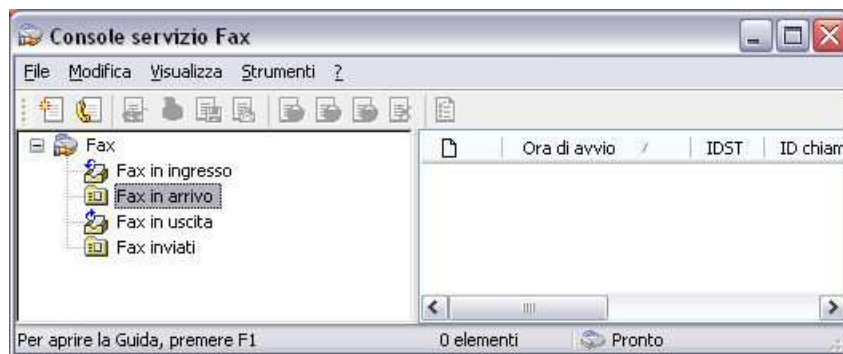 Console servizio Fax
File Modifica Visualizza Strumenti ?
Fax
Fax in ingresso
Fax in arrivo
Fax in uscita
Fax inviati
Ora di avvio / IDST ID chiam
Per aprire la Guida, premere F1 0 elementi Pronto